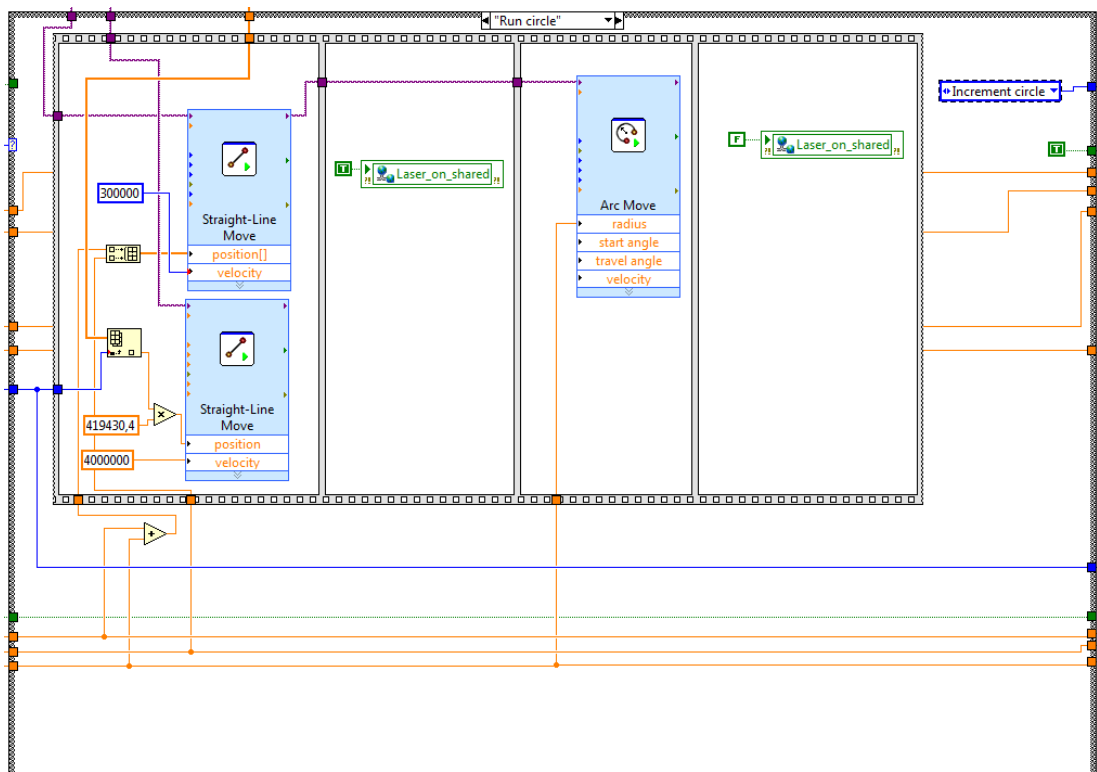 "Run circle"
Increment circle
T
300000
Straight-Line
Move
position[]
velocity
419430,4
4000000
Straight-Line
Move
position
velocity
T
Laser_on_shared
Arc Move
radius
start angle
travel angle
velocity
F
Laser_on_shared